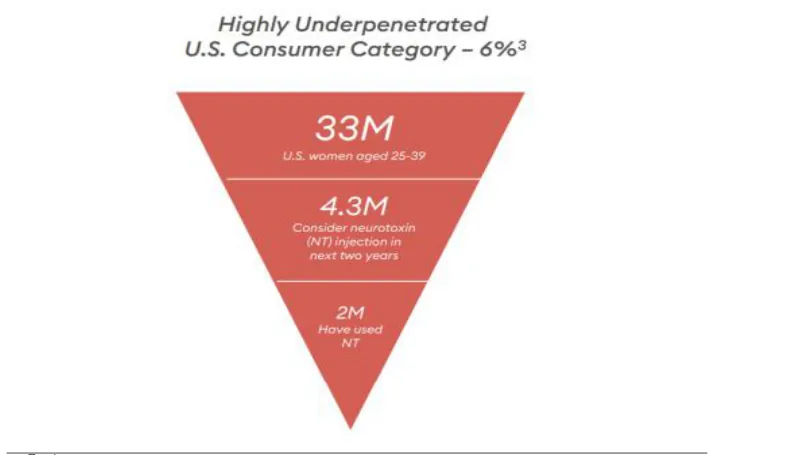 Highly Underpenetrated
U.S. Consumer Category – 6%³
33M
U.S. women aged 25-39
4.3M
Consider neurotoxin
(NT) injection in
next two years
2M
Have used
NT